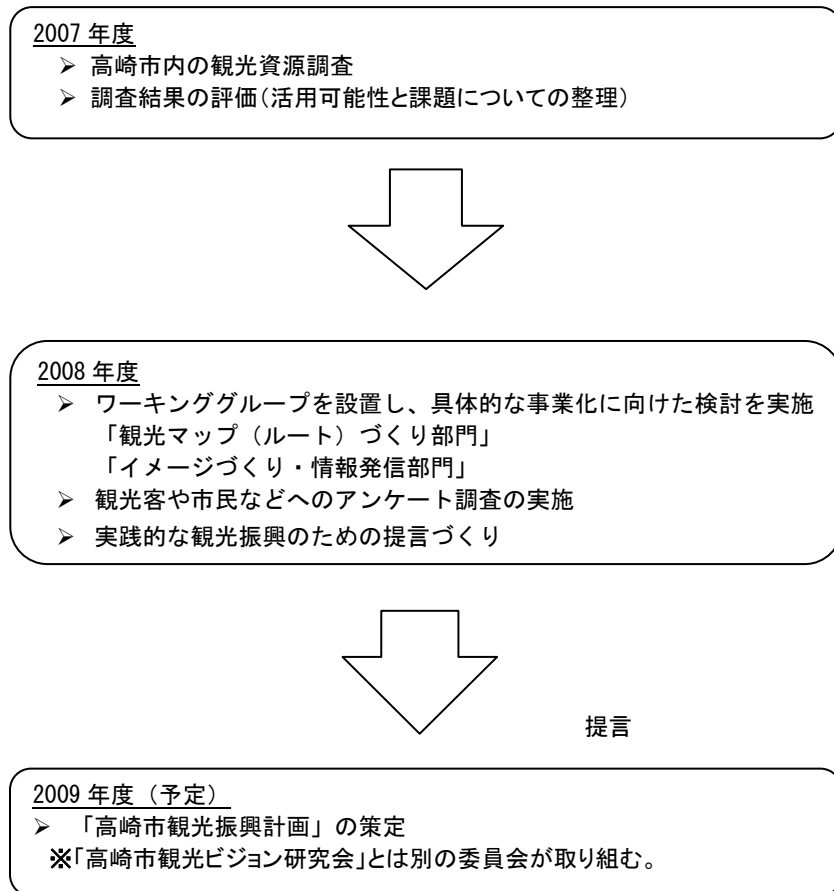 2007 年度
➢ 高崎市内の観光資源調査
➢ 調査結果の評価（活用可能性と課題についての整理）
2008 年度
➢ ワーキンググループを設置し、具体的な事業化に向けた検討を実施
「観光マップ（ルート）づくり部門」
「イメージづくり・情報発信部門」
➢ 観光客や市民などへのアンケート調査の実施
➢ 実践的な観光振興のための提言づくり
提言
2009 年度（予定）
➢ 「高崎市観光振興計画」の策定
※「高崎市観光ビジョン研究会」とは別の委員会が取り組む。